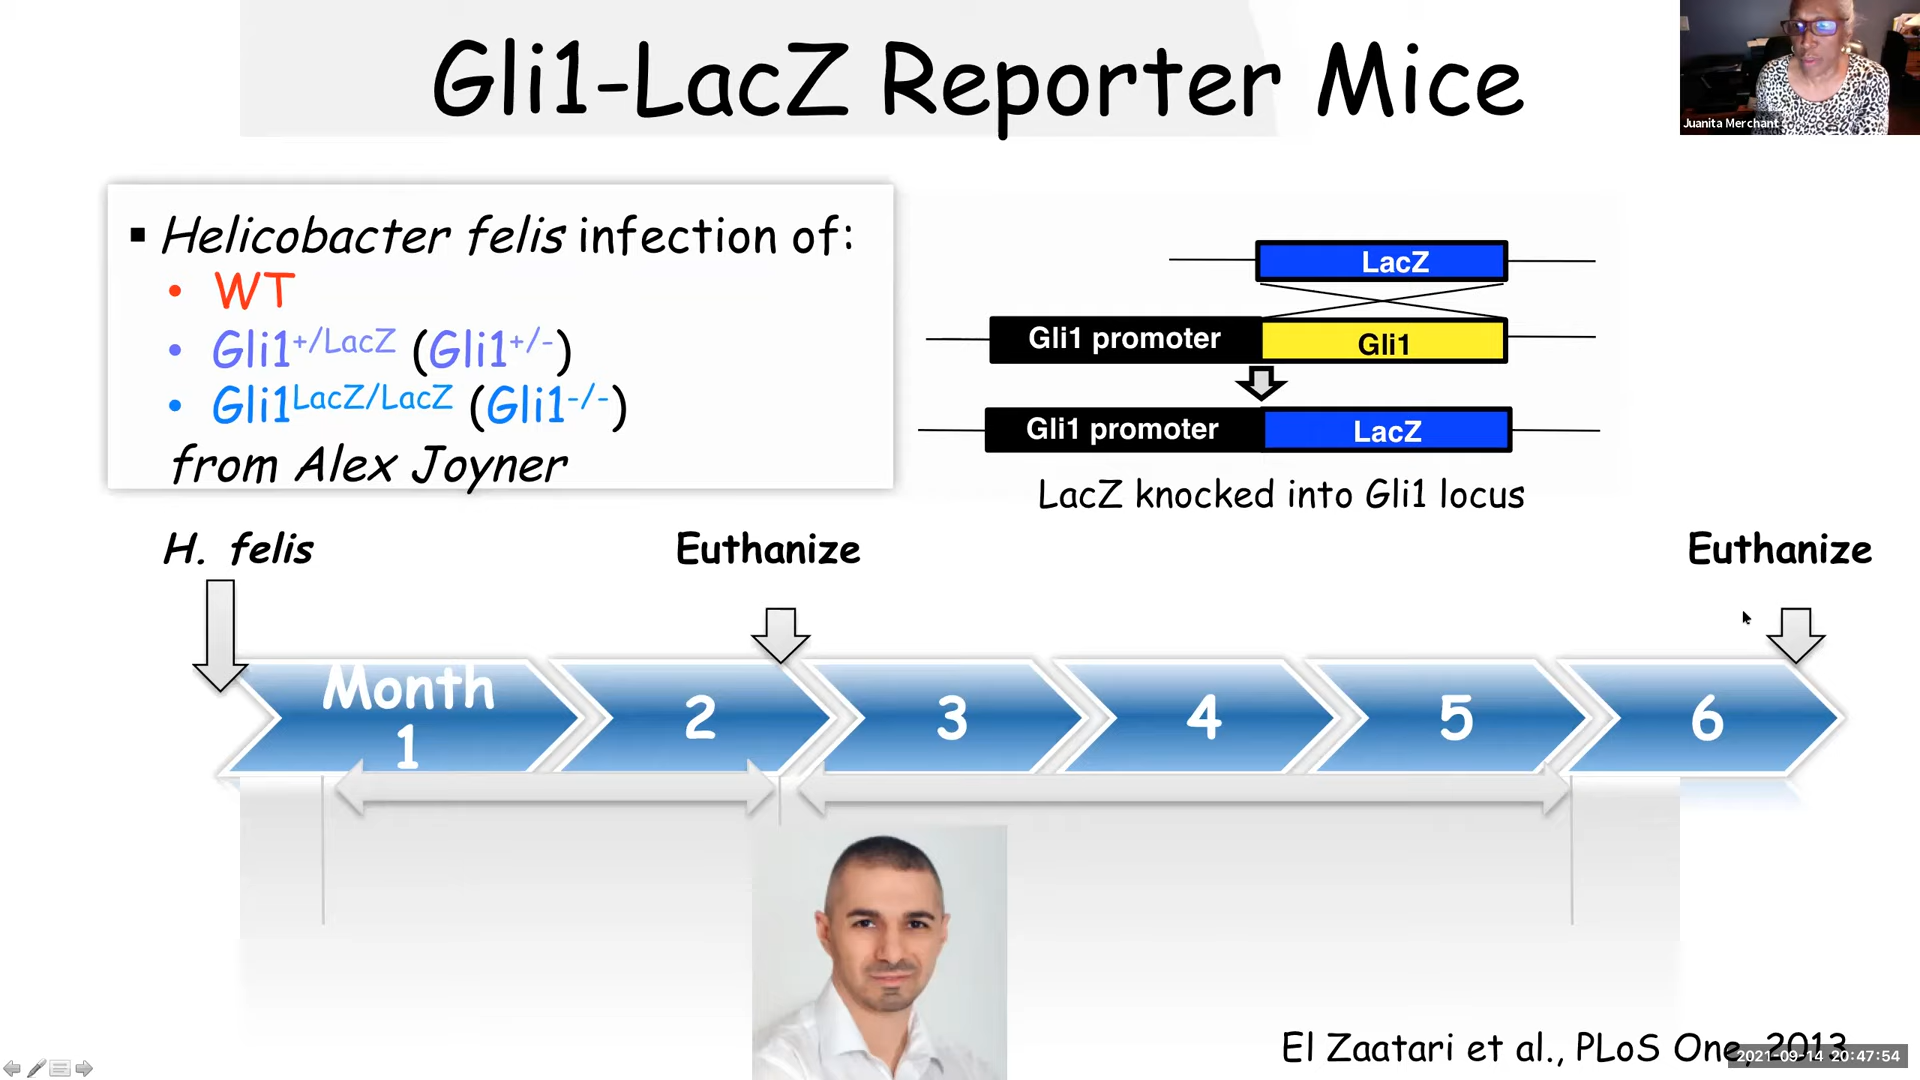 Gli1-LacZ Reporter Mice
Juanita Merchant
▪ Helicobacter felis infection of:
• WT
• Gli1+/LacZ (Gli1+/-)
• Gli1LacZ/LacZ (Gli1-/-)
from Alex Joyner
LacZ
Gli1 promoter Gli1
Gli1 promoter LacZ
LacZ knocked into Gli1 locus
H. felis
Euthanize
Euthanize
Month
1
2
3
4
5
6
El Zaatari et al., PLoS One, 2013
2021-09-14 20:47:54